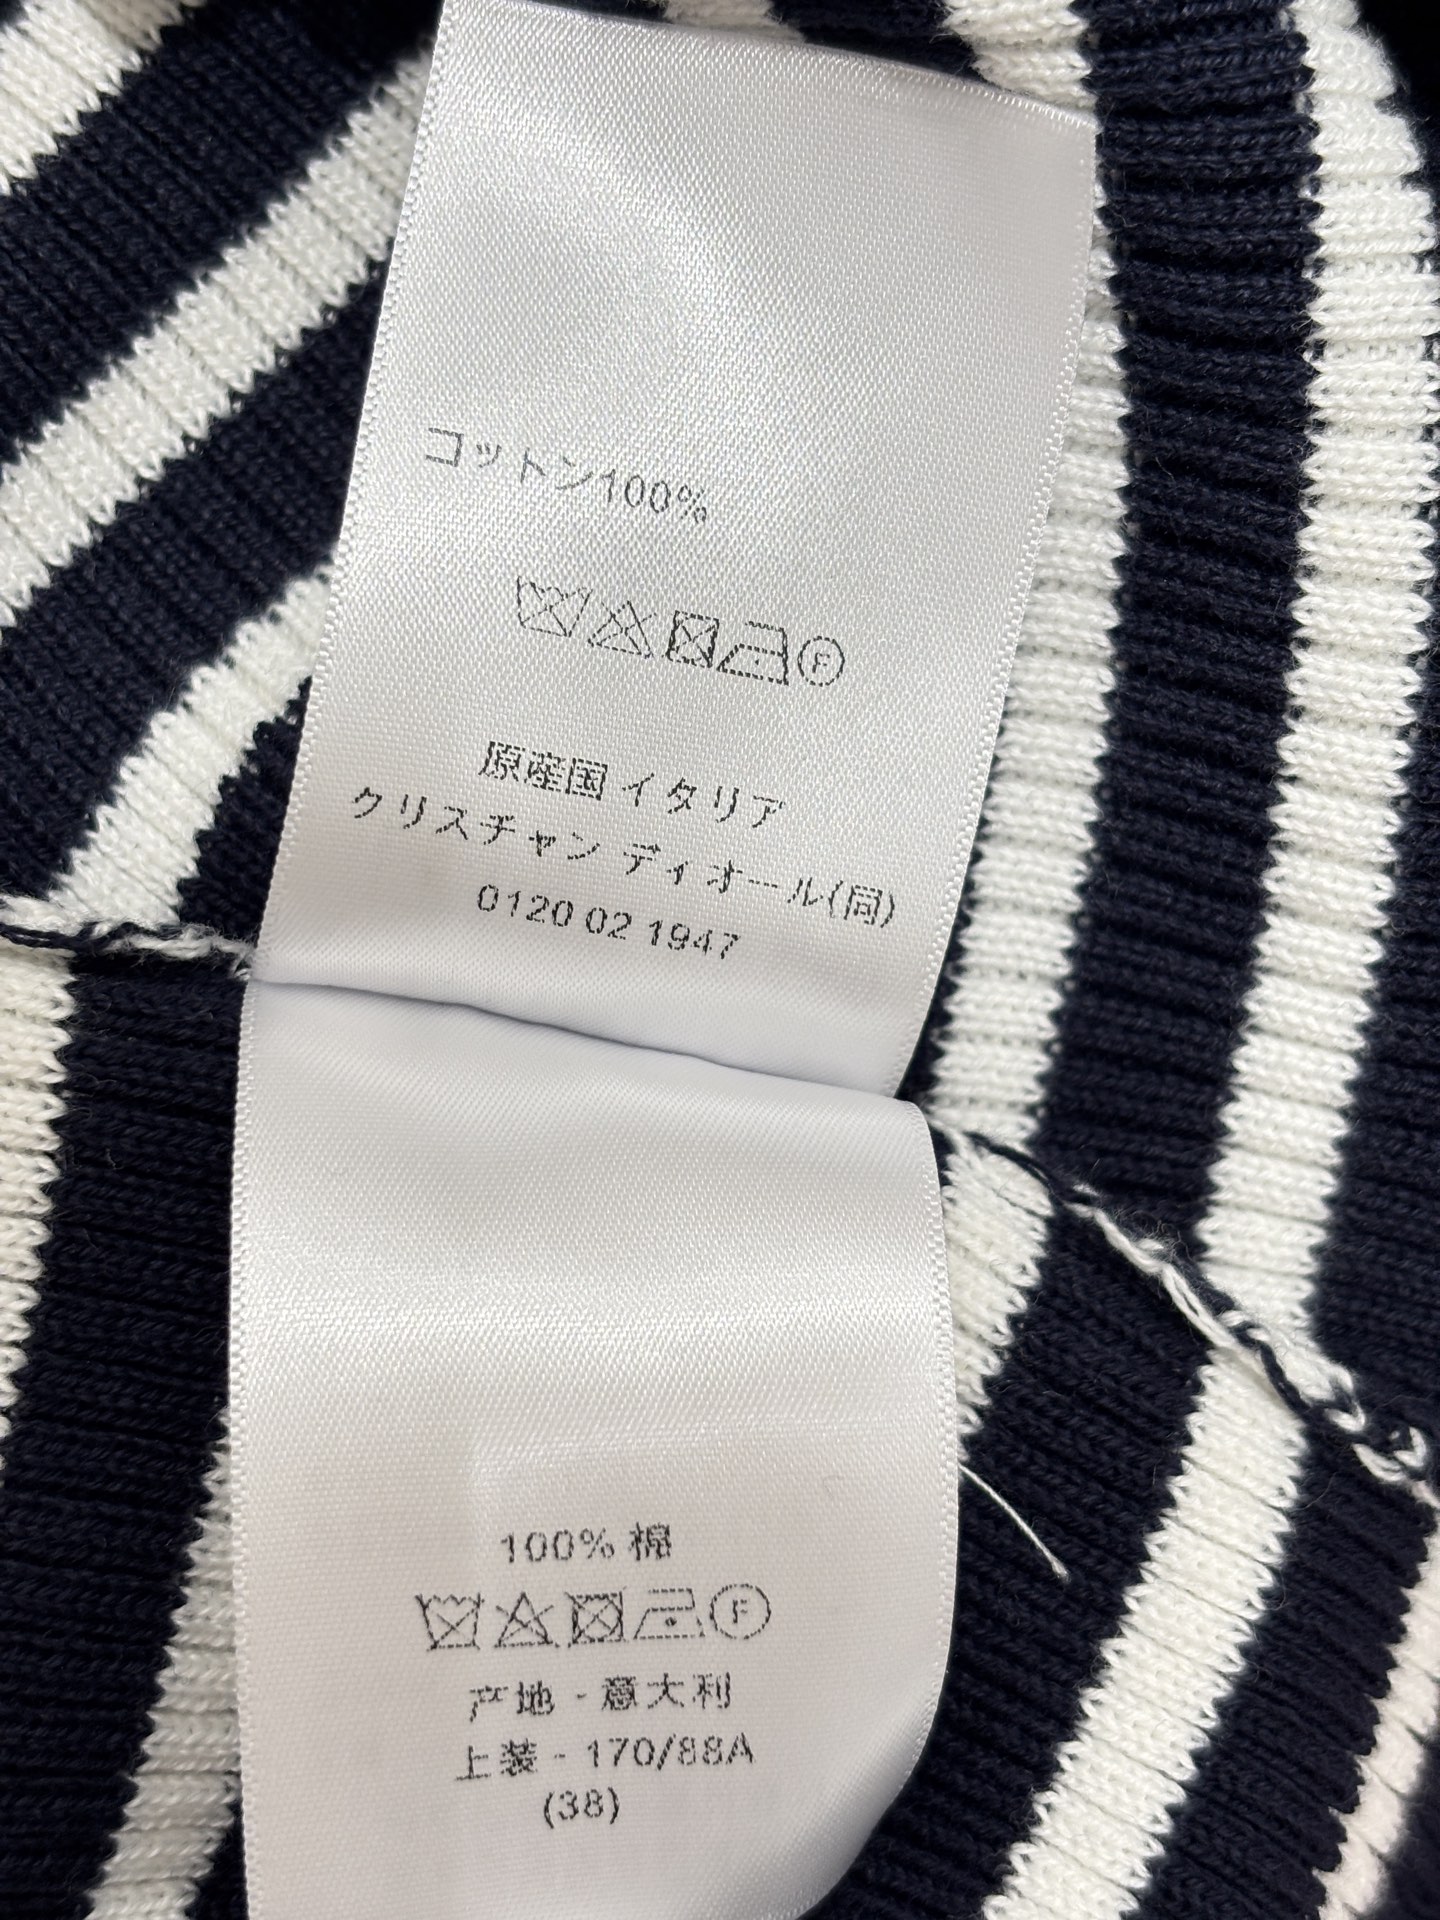 コットン100%
F
原産国 イタリア
クリスチャン ディオール(同)
0120 02 1947
100% 棉
F
产地 - 意大利
上装 - 170/88A
(38)